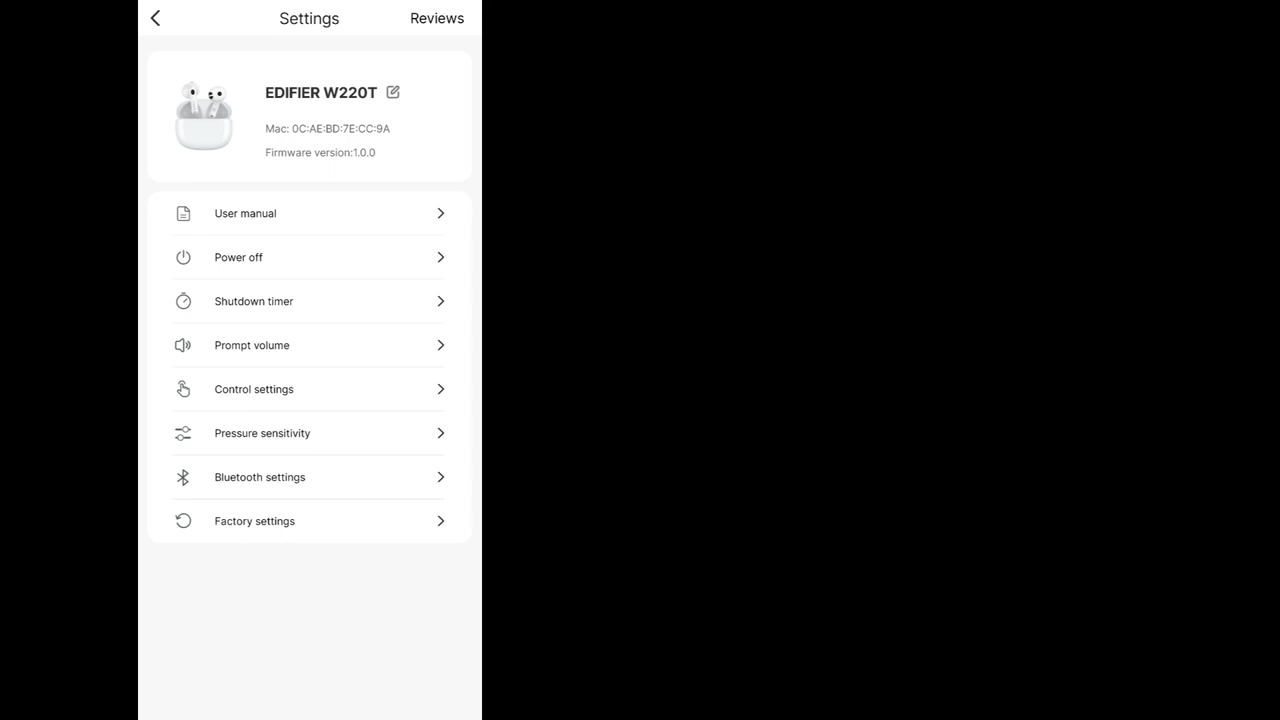 Settings
Reviews
EDIFIER W220T
Mac: 0C:AE:BD:7E:CC:9A
Firmware version:1.0.0
User manual
Power off
Shutdown timer
Prompt volume
Control settings
Pressure sensitivity
Bluetooth settings
Factory settings